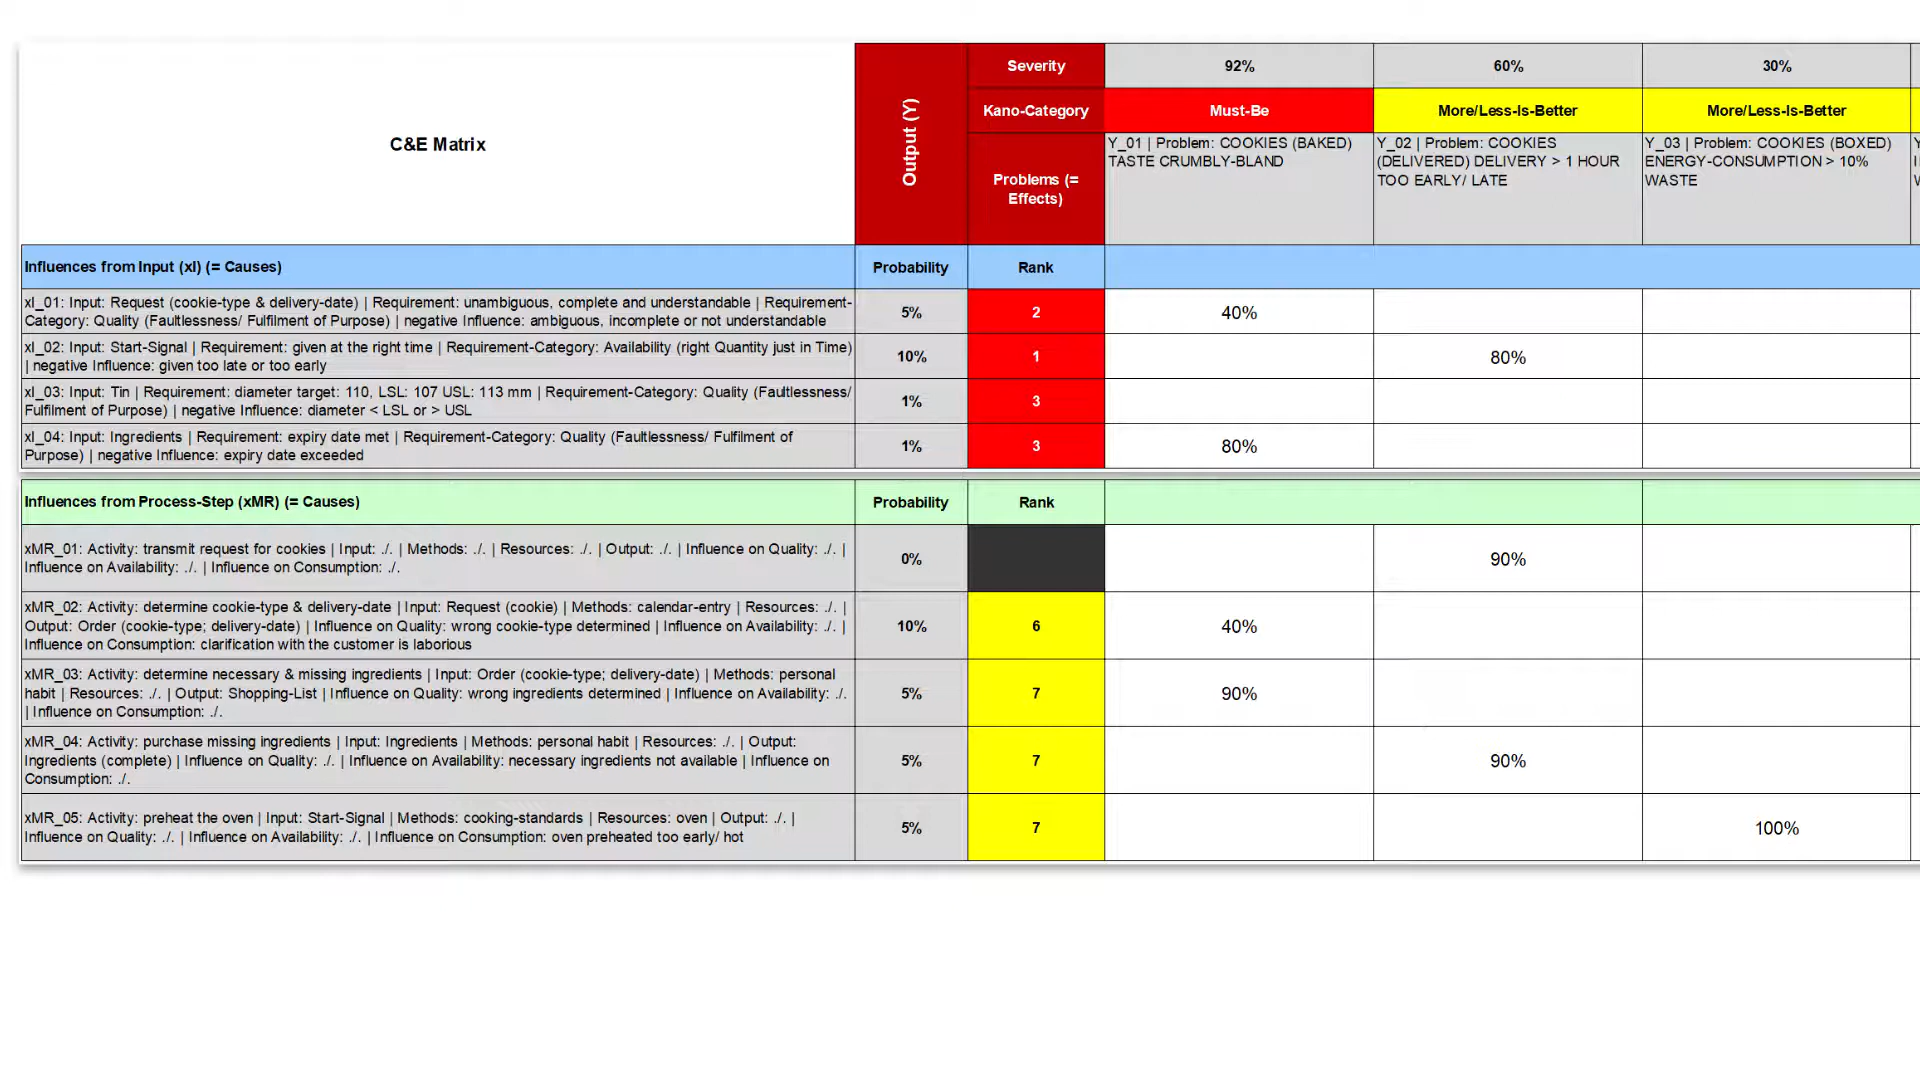 C&E Matrix
Output (Y)
Severity
92%
60%
30%
Kano-Category
Must-Be
More/Less-Is-Better
More/Less-Is-Better
Problems (=
Effects)
Y_01 | Problem: COOKIES (BAKED)
TASTE CRUMBLY-BLAND
Y_02 | Problem: COOKIES
(DELIVERED) DELIVERY > 1 HOUR
TOO EARLY/ LATE
Y_03 | Problem: COOKIES (BOXED)
ENERGY-CONSUMPTION > 10%
WASTE
Influences from Input (xI) (= Causes)
Probability
Rank
xI_01: Input: Request (cookie-type & delivery-date) | Requirement: unambiguous, complete and understandable | Requirement-
Category: Quality (Faultlessness/ Fulfilment of Purpose) | negative Influence: ambiguous, incomplete or not understandable
5%
2
40%
xI_02: Input: Start-Signal | Requirement: given at the right time | Requirement-Category: Availability (right Quantity just in Time)
| negative Influence: given too late or too early
10%
1
80%
xI_03: Input: Tin | Requirement: diameter target: 110, LSL: 107 USL: 113 mm | Requirement-Category: Quality (Faultlessness/
Fulfilment of Purpose) | negative Influence: diameter < LSL or > USL
1%
3
xI_04: Input: Ingredients | Requirement: expiry date met | Requirement-Category: Quality (Faultlessness/ Fulfilment of
Purpose) | negative Influence: expiry date exceeded
1%
3
80%
Influences from Process-Step (xMR) (= Causes)
Probability
Rank
xMR_01: Activity: transmit request for cookies | Input: ./. | Methods: ./. | Resources: ./. | Output: ./. | Influence on Quality: ./. |
Influence on Availability: ./. | Influence on Consumption: ./.
0%
90%
xMR_02: Activity: determine cookie-type & delivery-date | Input: Request (cookie) | Methods: calendar-entry | Resources: ./. |
Output: Order (cookie-type; delivery-date) | Influence on Quality: wrong cookie-type determined | Influence on Availability: ./. |
Influence on Consumption: clarification with the customer is laborious
10%
6
40%
xMR_03: Activity: determine necessary & missing ingredients | Input: Order (cookie-type; delivery-date) | Methods: personal
habit | Resources: ./. | Output: Shopping-List | Influence on Quality: wrong ingredients determined | Influence on Availability: ./.
| Influence on Consumption: ./.
5%
7
90%
xMR_04: Activity: purchase missing ingredients | Input: Ingredients | Methods: personal habit | Resources: ./. | Output:
Ingredients (complete) | Influence on Quality: ./. | Influence on Availability: necessary ingredients not available | Influence on
Consumption: ./.
5%
7
90%
xMR_05: Activity: preheat the oven | Input: Start-Signal | Methods: cooking-standards | Resources: oven | Output: ./. |
Influence on Quality: ./. | Influence on Availability: ./. | Influence on Consumption: oven preheated too early/ hot
5%
7
100%